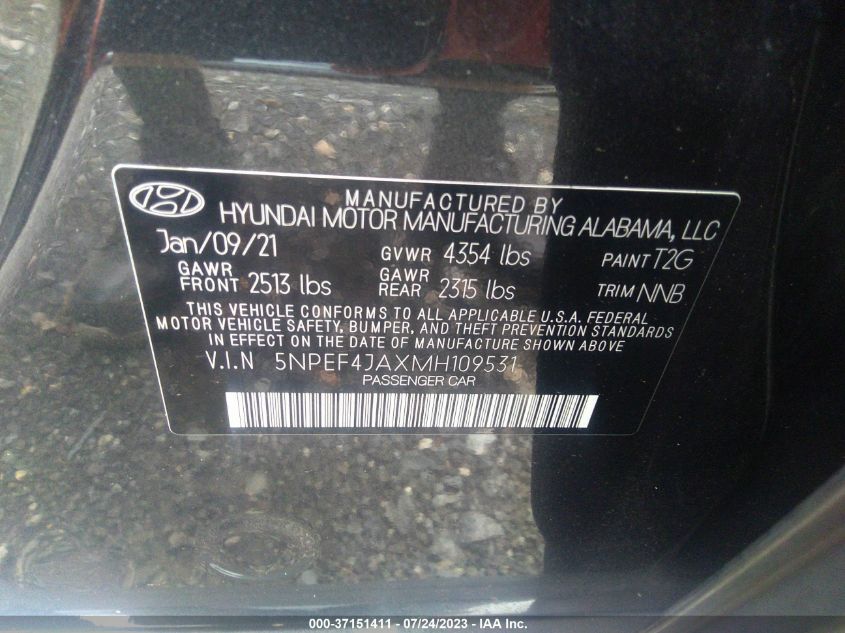 MANUFACTURED BY
HYUNDAI MOTOR MANUFACTURING ALABAMA, LLC
Jan/09/21 GVWR 4354 lbs PAINT T2G
GAWR FRONT 2513 lbs GAWR REAR 2315 lbs TRIM NNB
THIS VEHICLE CONFORMS TO ALL APPLICABLE U.S.A. FEDERAL
MOTOR VEHICLE SAFETY, BUMPER, AND THEFT PREVENTION STANDARDS
IN EFFECT ON THE DATE OF MANUFACTURE SHOWN ABOVE
V.I.N 5NPEF4JAXMH109531
PASSENGER CAR
000-37151411 - 07/24/2023 - IAA Inc.